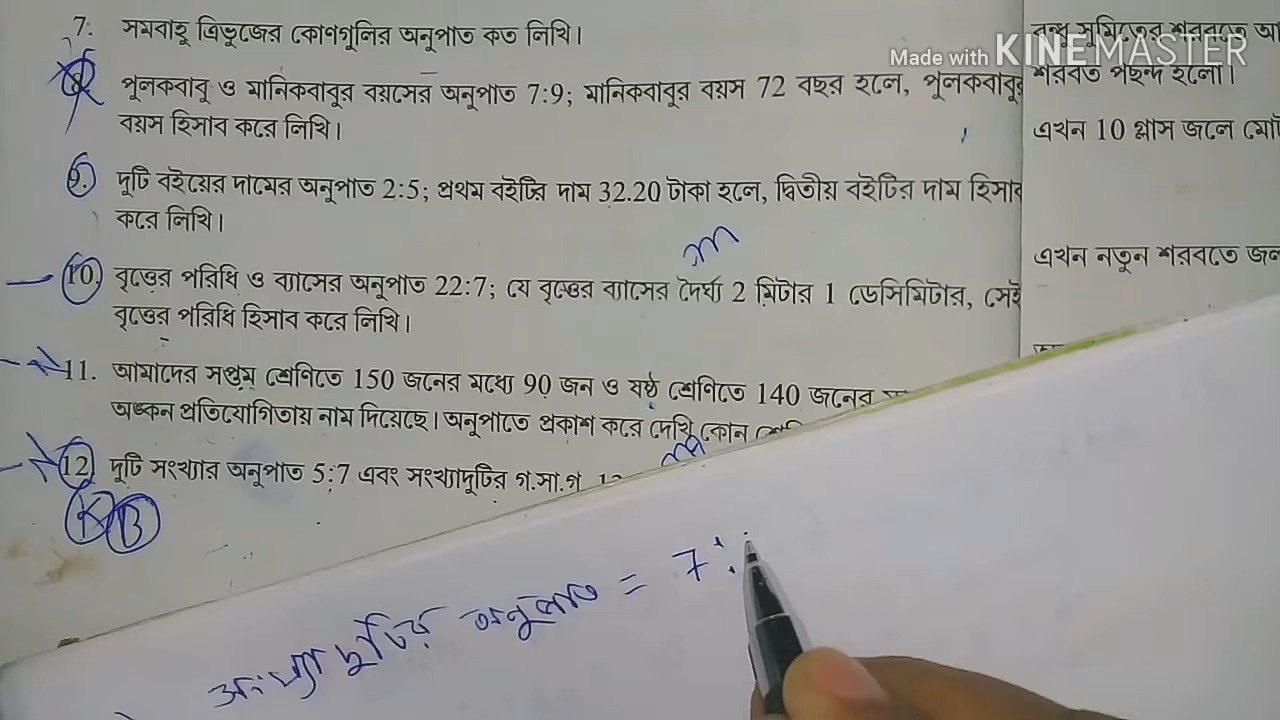 Made with KINEMASTER
7. সমবাহু ত্রিভুজের কোণগুলির অনুপাত কত লিখি।
পুলকবাবু ও মানিকবাবুর বয়সের অনুপাত 7:9; মানিকবাবুর বয়স 72 বছর হলে, পুলকবাবুর
বয়স হিসাব করে লিখি।
9. দুটি বইয়ের দামের অনুপাত 2:5; প্রথম বইটির দাম 32.20 টাকা হলে, দ্বিতীয় বইটির দাম হিসাব
করে লিখি।
10. বৃত্তের পরিধি ও ব্যাসের অনুপাত 22:7; যে বৃত্তের ব্যাসের দৈর্ঘ্য 2 মিটার 1 ডেসিমিটার, সেই
বৃত্তের পরিধি হিসাব করে লিখি।
11. আমাদের সপ্তম শ্রেণিতে 150 জনের মধ্যে 90 জন ও ষষ্ঠ শ্রেণিতে 140 জনের
অঙ্কন প্রতিযোগিতায় নাম দিয়েছে। অনুপাতে প্রকাশ করে দেখি কোন
12. দুটি সংখ্যার অনুপাত 5:7 এবং সংখ্যাদুটির গ.সা.গু
KB
সংখ্যা দুটির অনুপাত = 7:
বন্ধু সুমিতের শরবতে
শরবত পছন্দ হলো।
এখন 10 গ্লাস জলে
এখন নতুন শরবতে জল